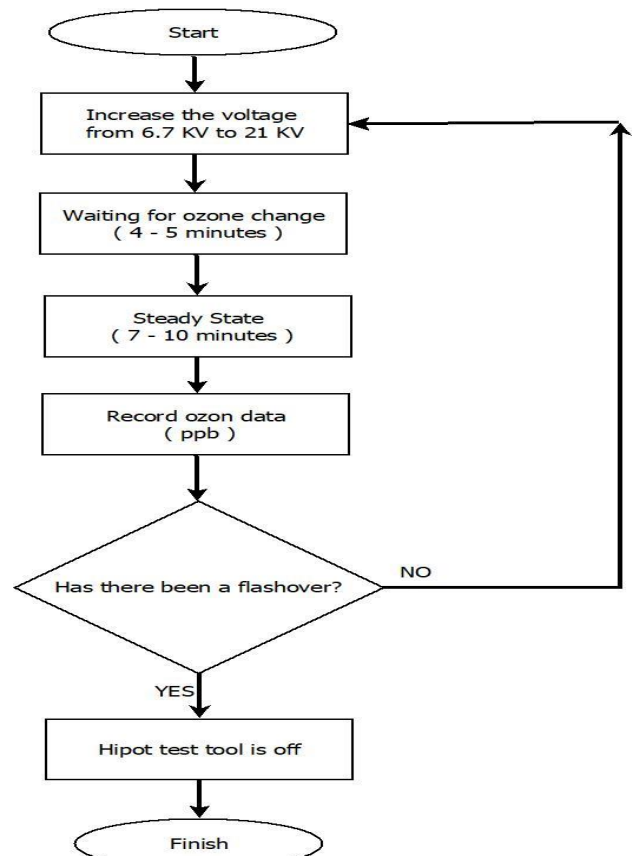 Start
Increase the voltage
from 6.7 KV to 21 KV
Waiting for ozone change
( 4 - 5 minutes )
Steady State
( 7 - 10 minutes )
Record ozon data
( ppb )
Has there been a flashover?
NO
YES
Hipot test tool is off
Finish